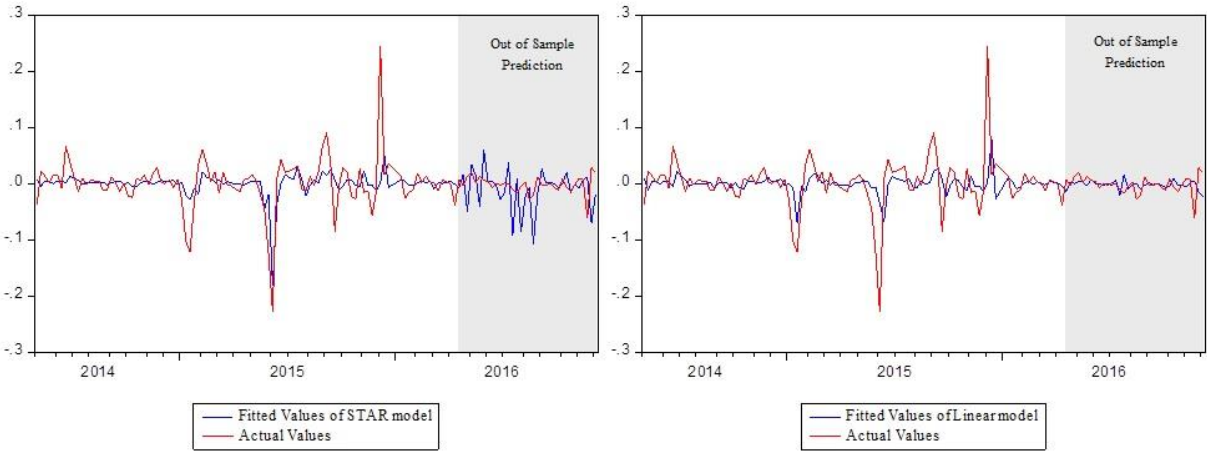 .3
.2
.1
.0
-.1
-.2
-.3
Out of Sample
Prediction
2014
2015
2016
Fitted Values of STAR model
Actual Values
.3
.2
.1
.0
-.1
-.2
-.3
Out of Sample
Prediction
2014
2015
2016
Fitted Values of Linear model
Actual Values